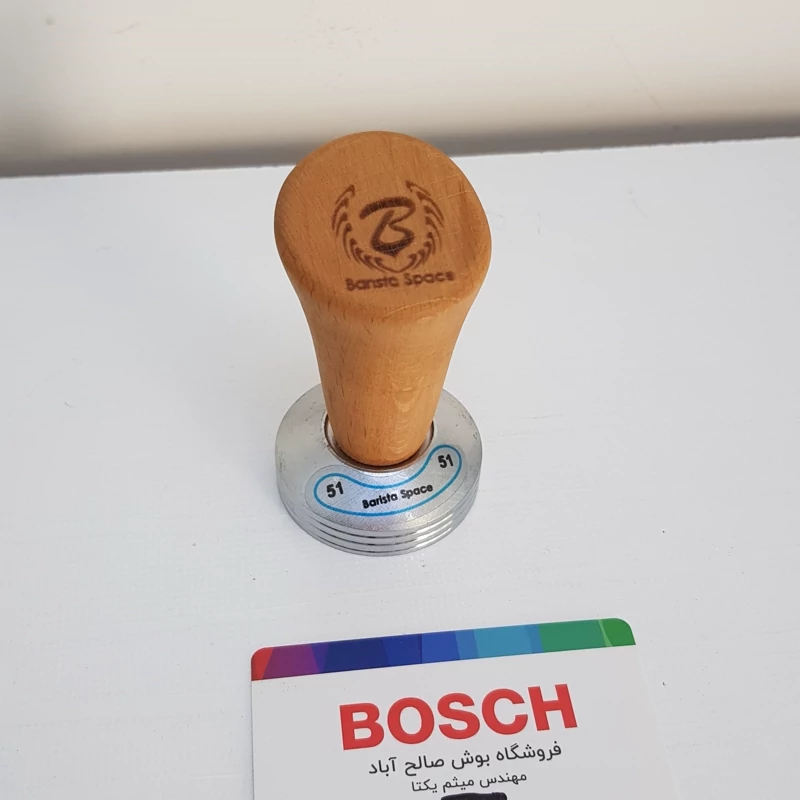 B
Barista Space
51 Barista Space 51
BOSCH
فروشگاه بوش صالح آباد
مهندس میثم یکتا